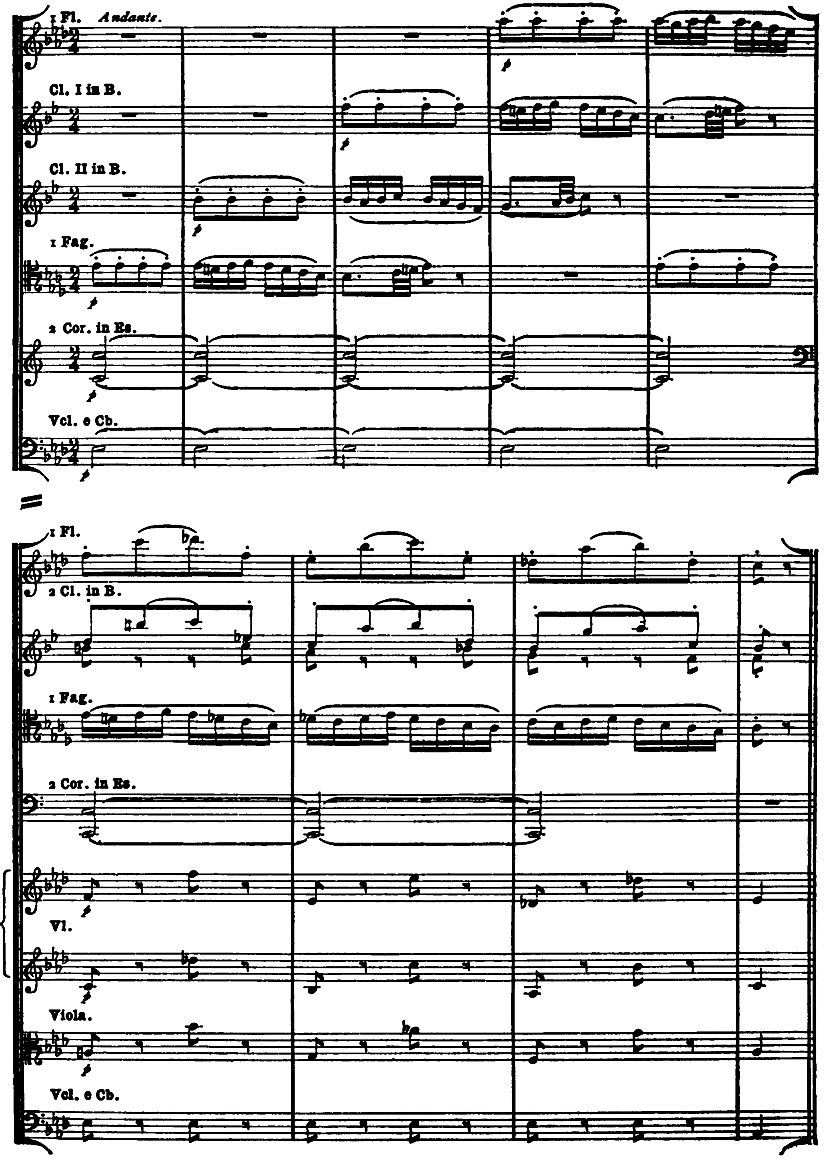 1 Fl. Andante.
p
Cl. I in B.
p
Cl. II in B.
p
1 Fag.
p
2 Cor. in Es.
p
Vcl. e Cb.
p
1 Fl.
2 Cl. in B.
1 Fag.
2 Cor. in Es.
p
Vl.
p
Viola.
p
Vcl. e Cb.